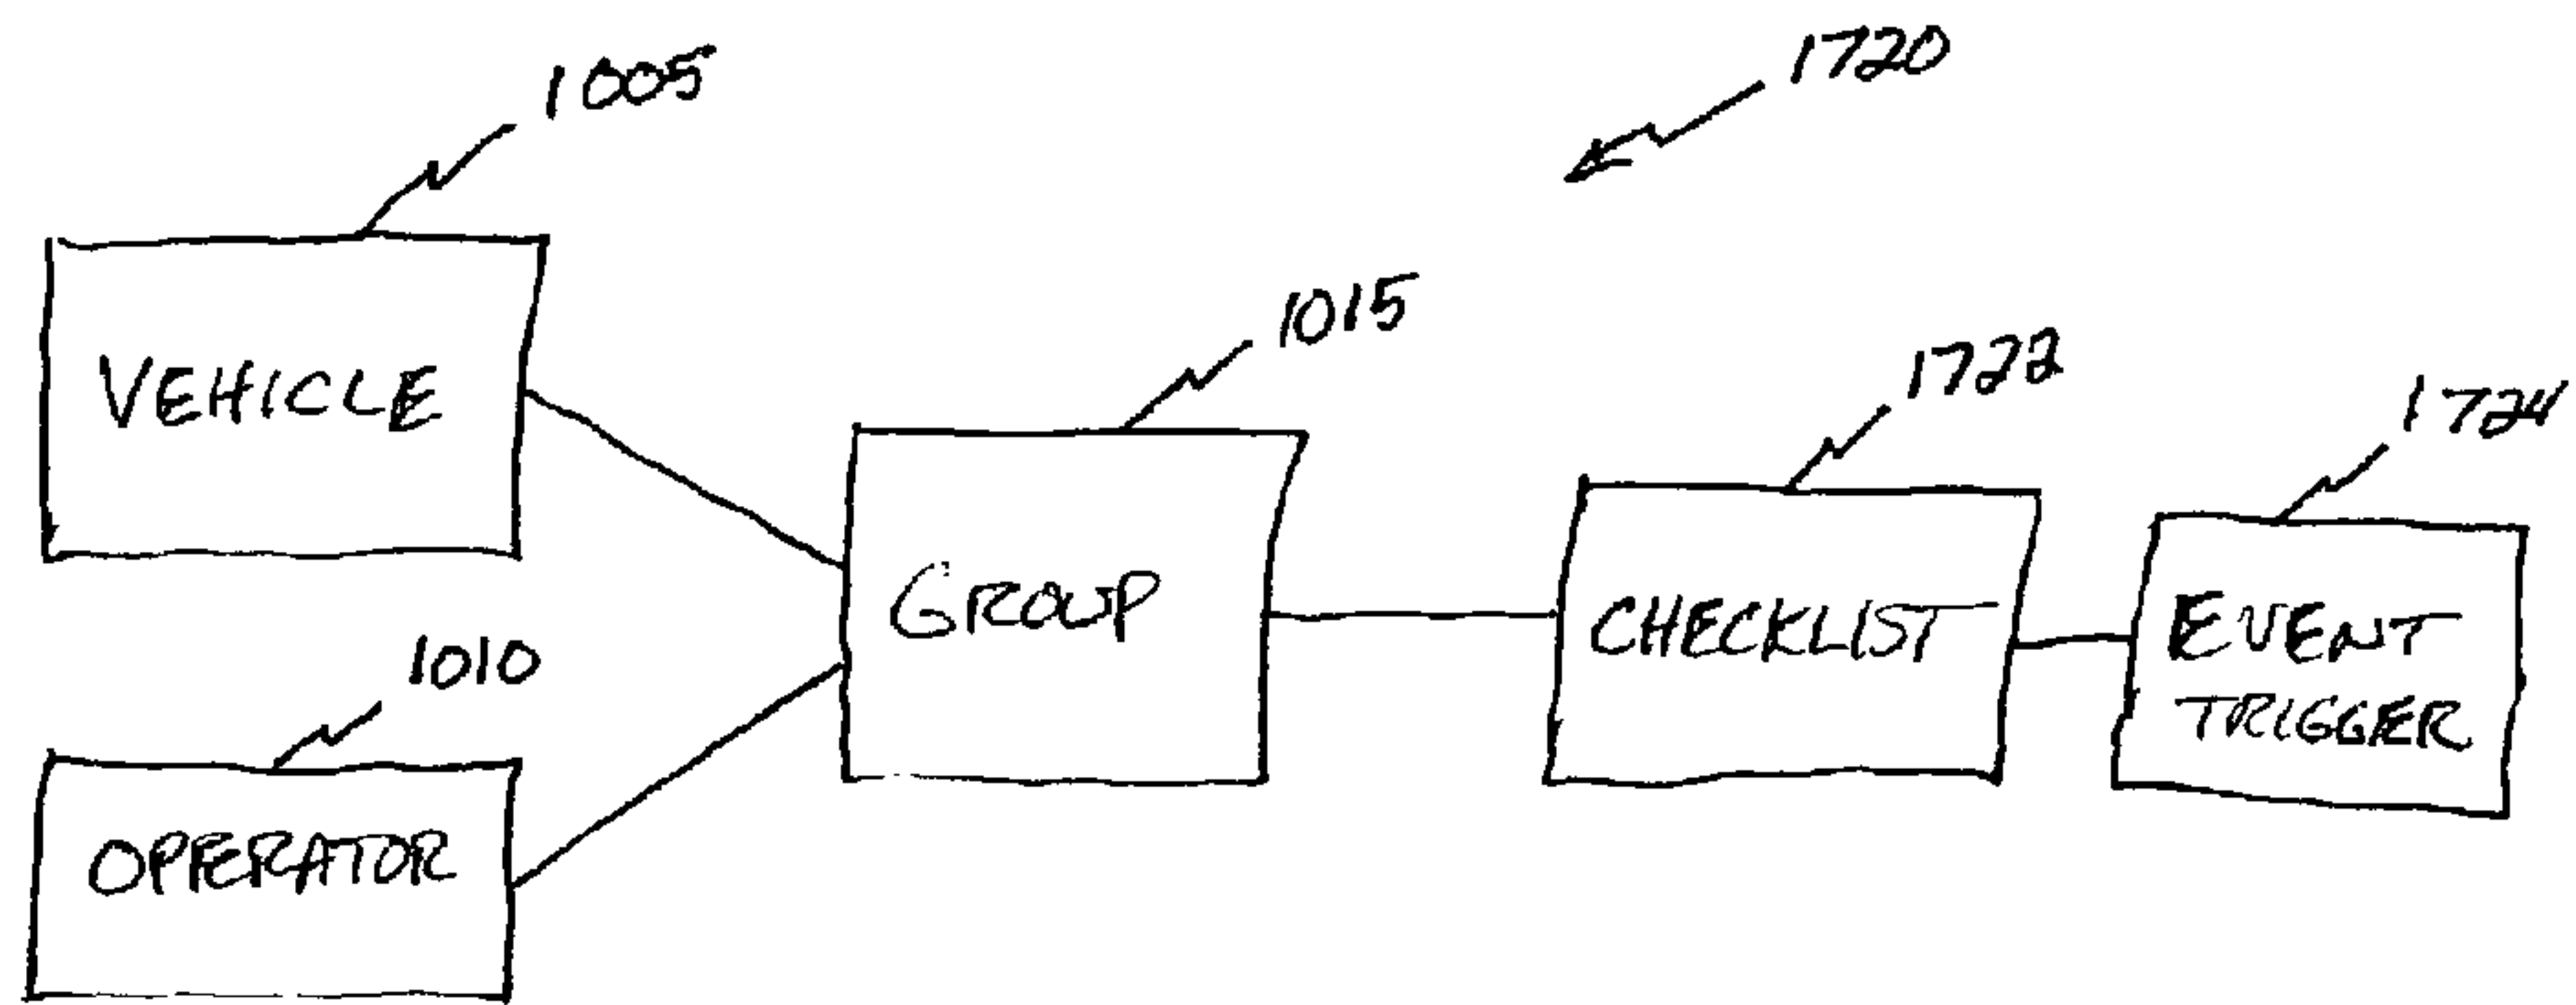 1720
1005
VEHICLE
1015
GROUP
1722
CHECKLIST
1724
EVENT
TRIGGER
1010
OPERATOR